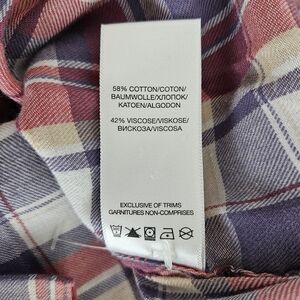 58% COTTON/COTON/
BAUMWOLLE/ХЛОПОК/
KATOEN/ALGODON
42% VISCOSE/VISKOSE/
ВИСКОЗА/VISCOSA
EXCLUSIVE OF TRIMS
GARNITURES NON-COMPRISES